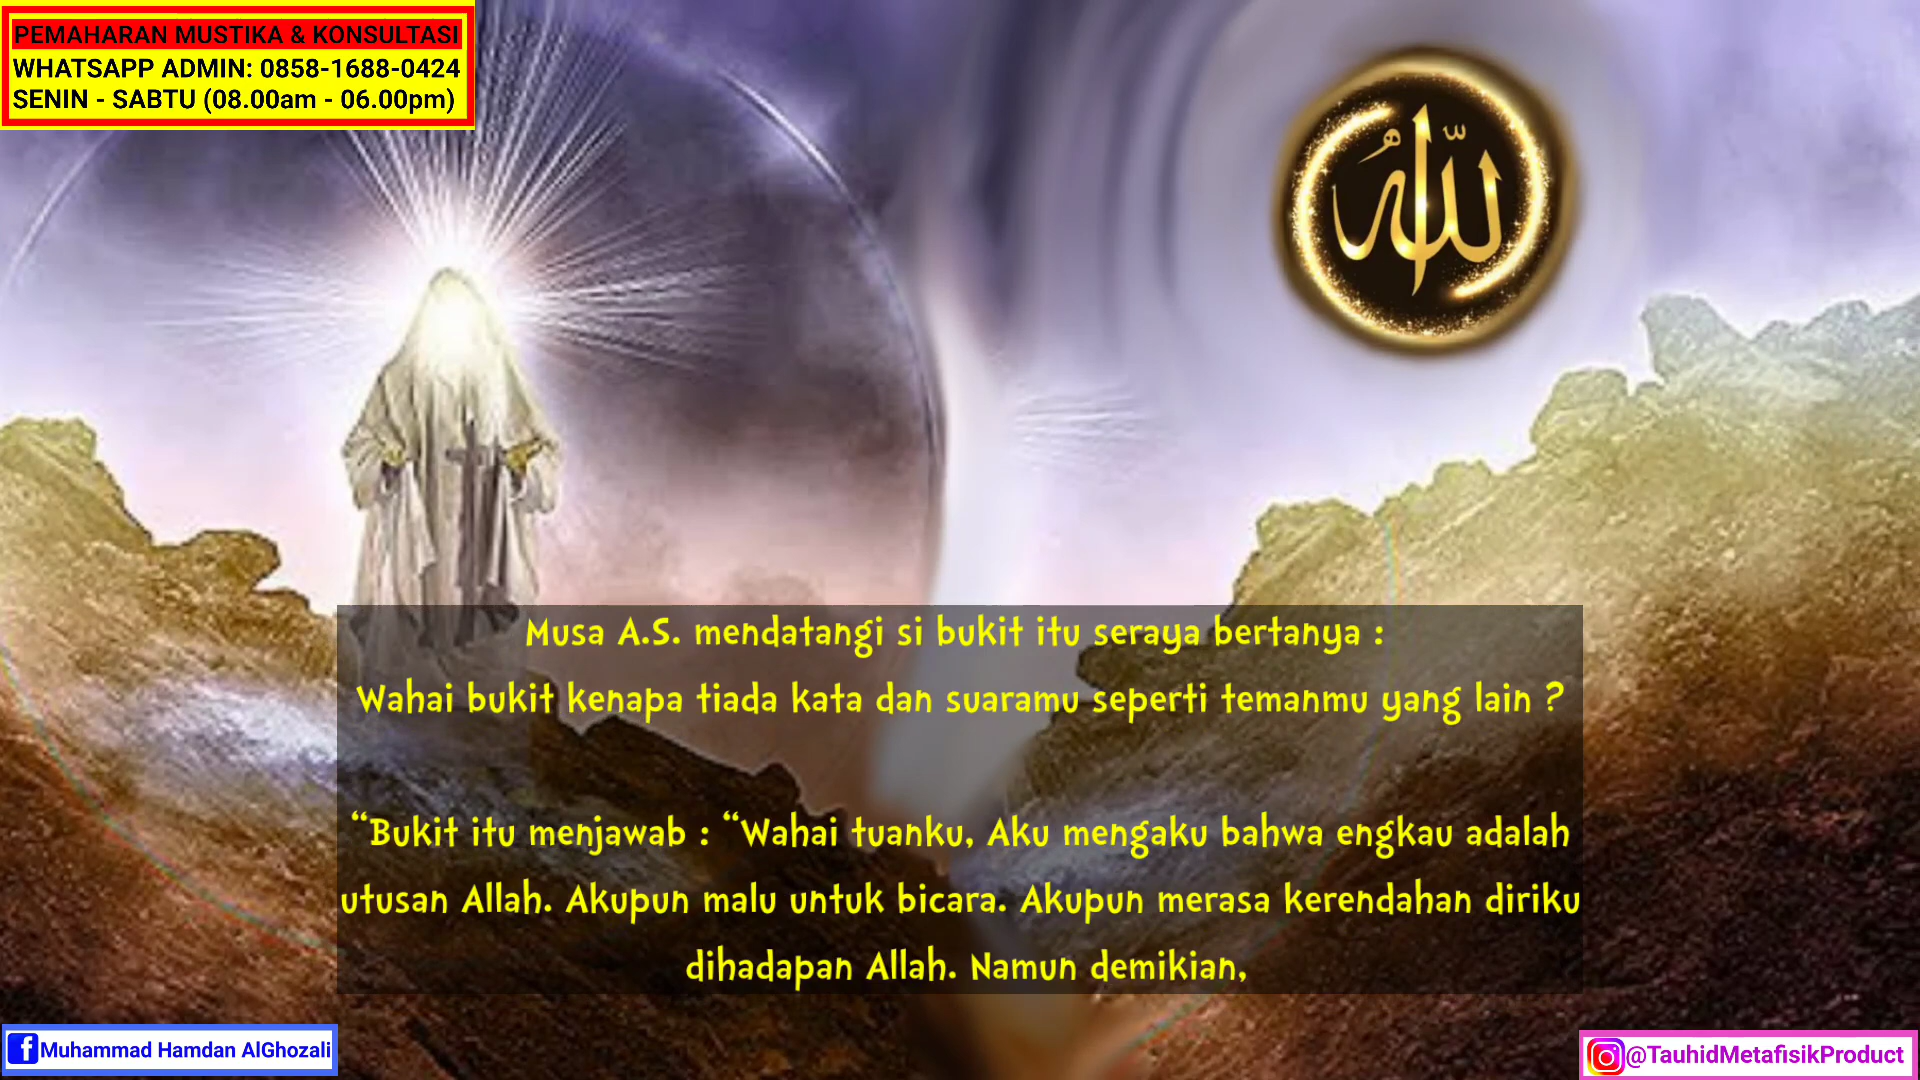 PEMAHARAN MUSTIKA & KONSULTASI
WHATSAPP ADMIN: 0858-1688-0424
SENIN - SABTU (08.00am - 06.00pm)
الله
Musa A.S. mendatangi si bukit itu seraya bertanya :
Wahai bukit kenapa tiada kata dan suaramu seperti temanmu yang lain ?
“Bukit itu menjawab : “Wahai tuanku, Aku mengaku bahwa engkau adalah
utusan Allah. Akupun malu untuk bicara. Akupun merasa kerendahan diriku
dihadapan Allah. Namun demikian,
Muhammad Hamdan AlGhozali
@TauhidMetafisikProduct